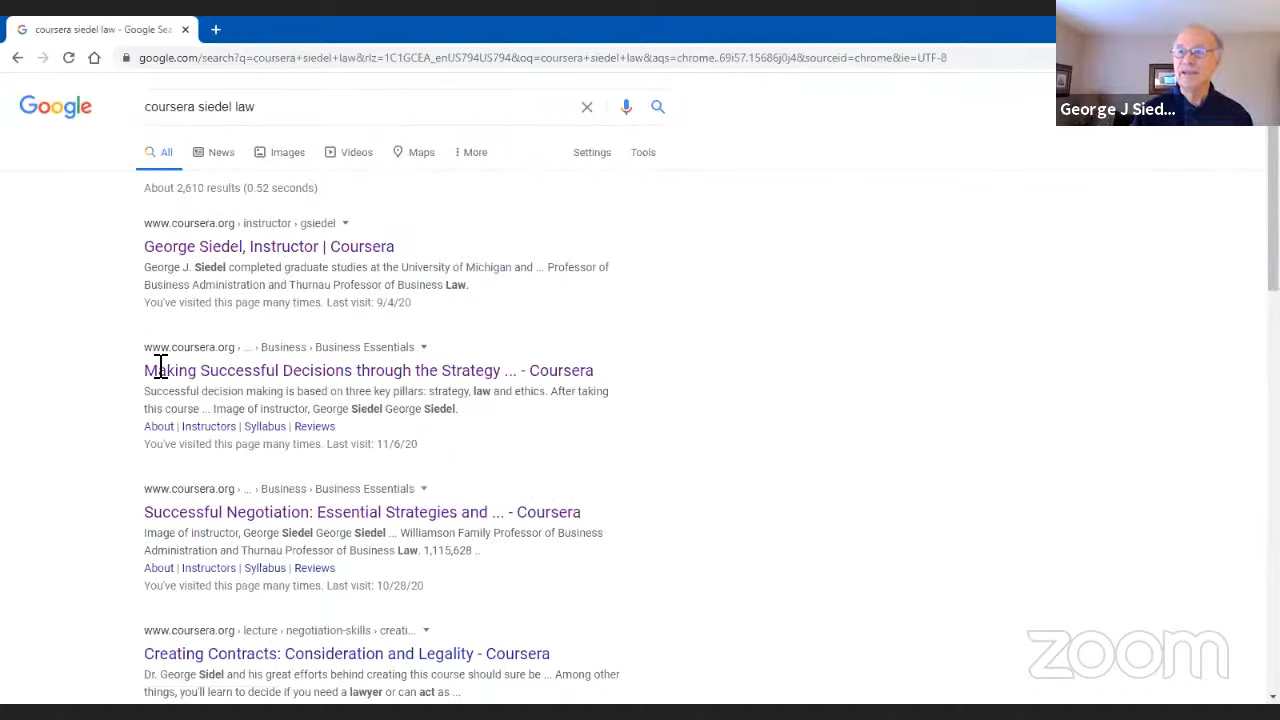 coursera siedel law - Google Sea
google.com/search?q=coursera+siedel+law&rlz=1C1GCEA_enUS794US794&oq=coursera+siedel+law&aqs=chrome..69i57.15686j0j4&sourceid=chrome&ie=UTF-8
George J Sied...
Google
coursera siedel law
All News Images Videos Maps More Settings Tools
About 2,610 results (0.52 seconds)
www.coursera.org › instructor › gsiedel
George Siedel, Instructor | Coursera
George J. Siedel completed graduate studies at the University of Michigan and ... Professor of
Business Administration and Thurnau Professor of Business Law.
You've visited this page many times. Last visit: 9/4/20
www.coursera.org › ... › Business › Business Essentials
Making Successful Decisions through the Strategy ... - Coursera
Successful decision making is based on three key pillars: strategy, law and ethics. After taking
this course ... Image of instructor, George Siedel George Siedel.
About | Instructors | Syllabus | Reviews
You've visited this page many times. Last visit: 11/6/20
www.coursera.org › ... › Business › Business Essentials
Successful Negotiation: Essential Strategies and ... - Coursera
Image of instructor, George Siedel George Siedel ... Williamson Family Professor of Business
Administration and Thurnau Professor of Business Law. 1,115,628 ..
About | Instructors | Syllabus | Reviews
You've visited this page many times. Last visit: 10/28/20
www.coursera.org › lecture › negotiation-skills › creati...
Creating Contracts: Consideration and Legality - Coursera
Dr. George Sidel and his great efforts behind creating this course should sure be ... Among other
things, you'll learn to decide if you need a lawyer or can act as ...
zoom